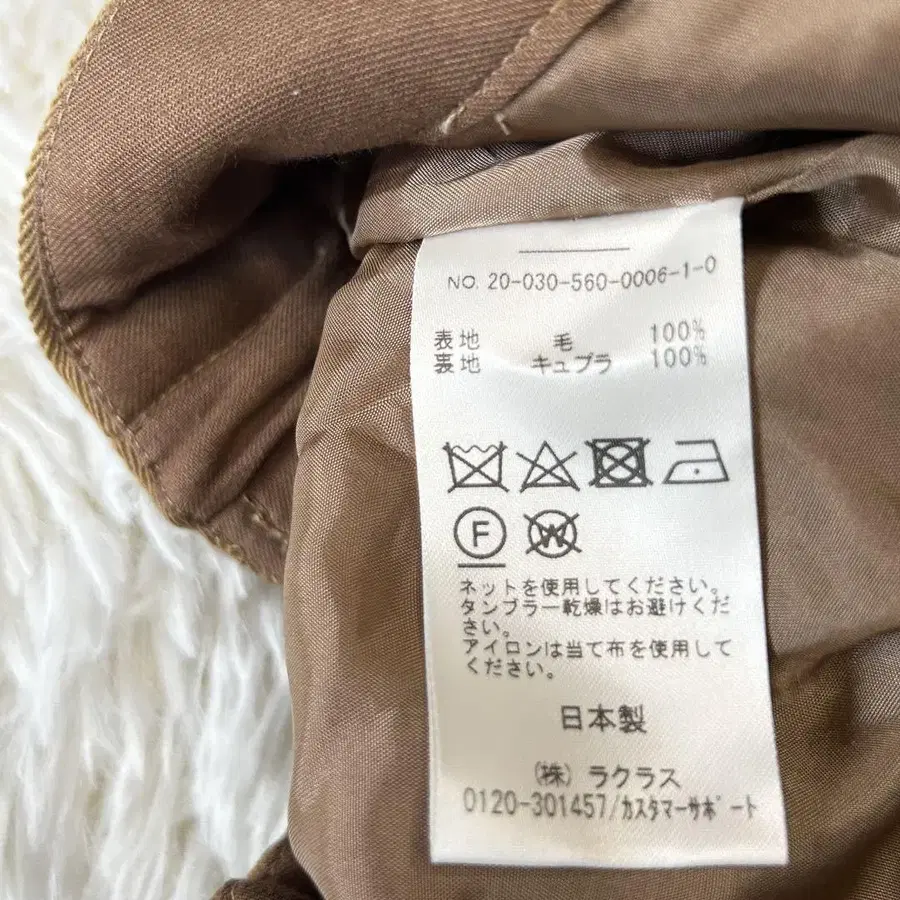 NO. 20-030-560-0006-1-0
表地 毛 100%
裏地 キュプラ 100%
F W
ネットを使用してください。
タンブラー乾燥はお避けくだ
さい。
アイロンは当て布を使用して
ください。
日本製
(株) ラクラス
0120-301457/カスタマーサポート